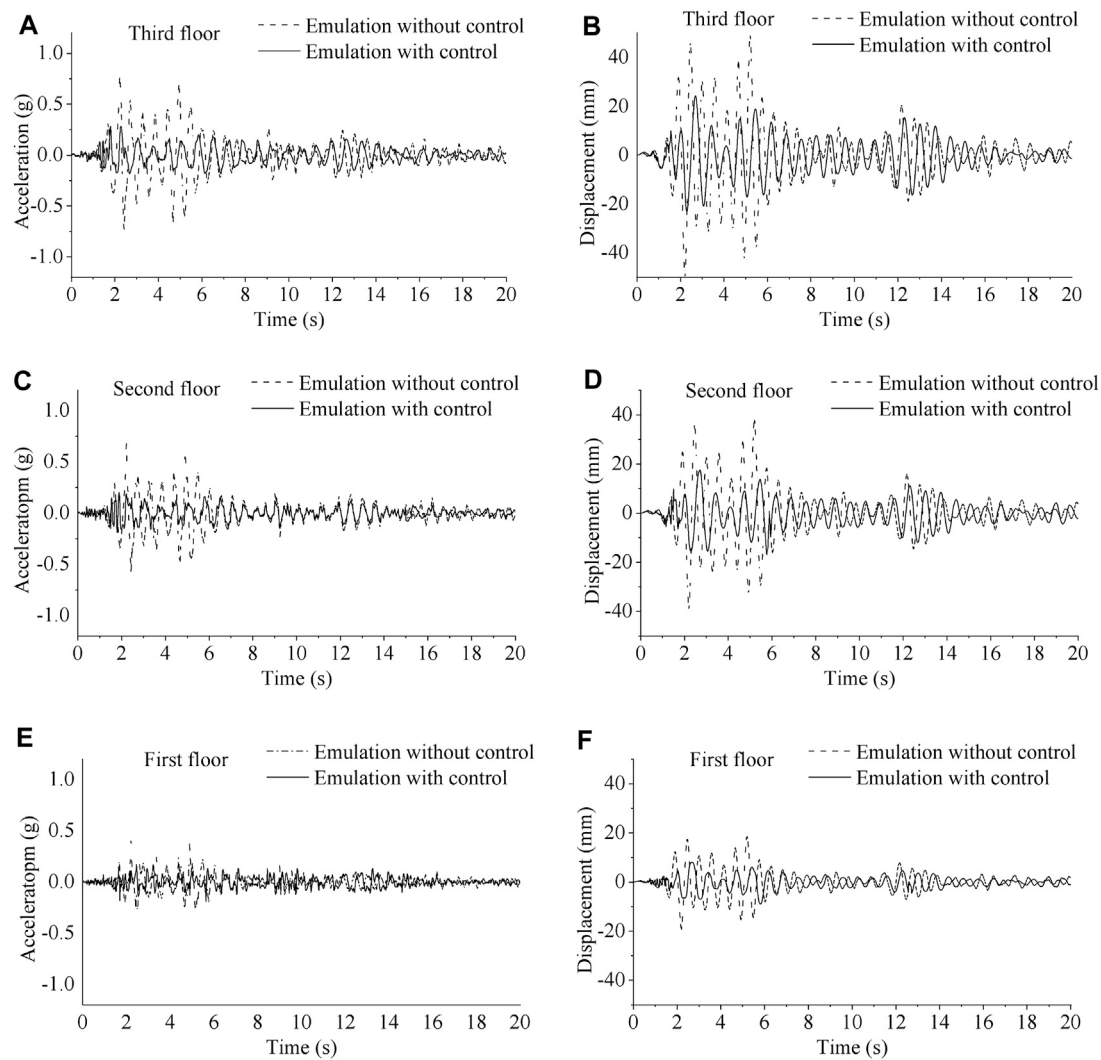 A
Third floor
Emulation without control
Emulation with control
1.0
0.5
0.0
-0.5
-1.0
Acceleration (g)
0 2 4 6 8 10 12 14 16 18 20
Time (s)
B
Third floor
Emulation without control
Emulation with control
40
20
0
-20
-40
Displacement (mm)
0 2 4 6 8 10 12 14 16 18 20
Time (s)
C
Second floor
Emulation without control
Emulation with control
1.0
0.5
0.0
-0.5
-1.0
Acceleratopm (g)
0 2 4 6 8 10 12 14 16 18 20
Time (s)
D
Second floor
Emulation without control
Emulation with control
40
20
0
-20
-40
Displacement (mm)
0 2 4 6 8 10 12 14 16 18 20
Time (s)
E
First floor
Emulation without control
Emulation with control
1.0
0.5
0.0
-0.5
-1.0
Acceleratopm (g)
0 2 4 6 8 10 12 14 16 18 20
Time (s)
F
First floor
Emulation without control
Emulation with control
40
20
0
-20
-40
Displacement (mm)
0 2 4 6 8 10 12 14 16 18 20
Time (s)